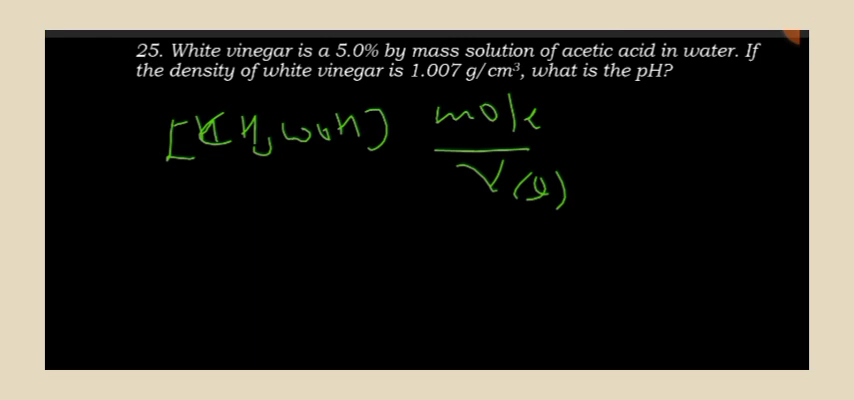 25. White vinegar is a 5.0% by mass solution of acetic acid in water. If
the density of white vinegar is 1.007 g/cm³, what is the pH?
[CH₃COOH] mole
V(l)